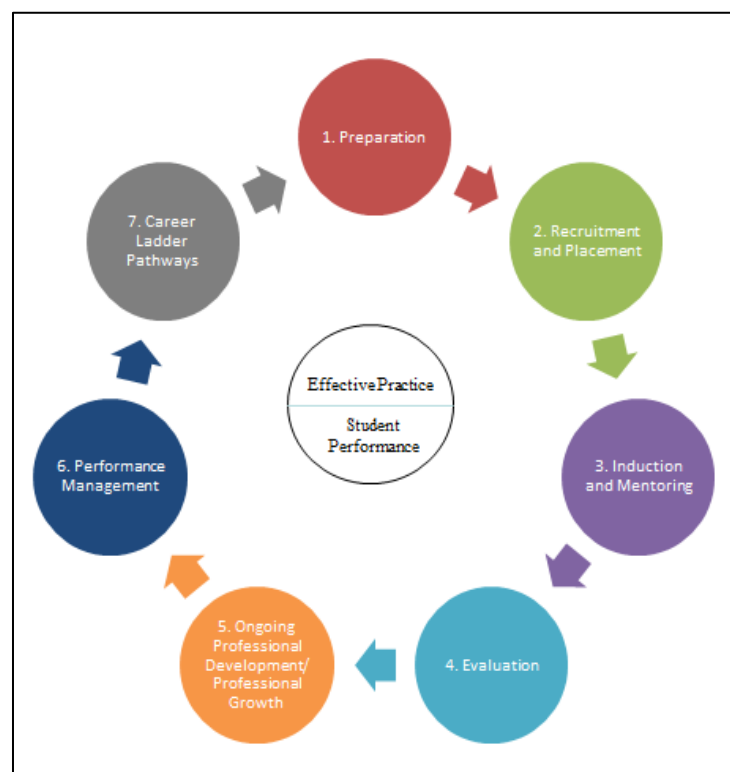 1. Preparation
2. Recruitment
and Placement
3. Induction
and Mentoring
4. Evaluation
5. Ongoing
Professional
Development/
Professional
Growth
6. Performance
Management
7. Career
Ladder
Pathways
Effective Practice
Student
Performance